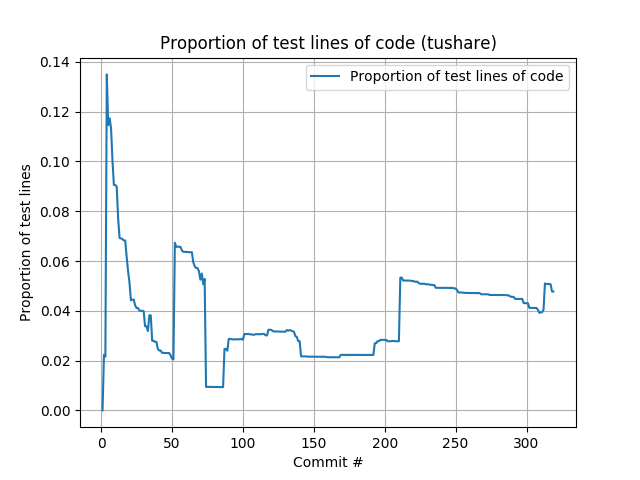 Proportion of test lines of code (tushare)
Proportion of test lines of code
0.14
0.12
0.10
0.08
0.06
0.04
0.02
0.00
Proportion of test lines
0 50 100 150 200 250 300
Commit #